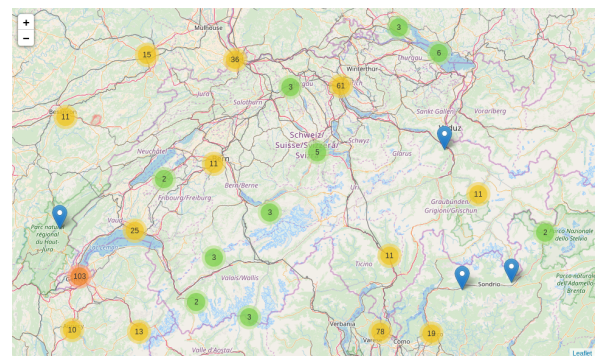 +
−
Mulhouse
3
15
36
6
Thurgau
Winterthur
3
61
Jura
Solothurn
11
Sankt Gallen
Vorarlberg
Schweiz/
Suisse/Svizzera/
Svi
5
Schwyz
Neuchâtel
11
Glarus
2
Bern/Berne
11
Fribourg/Freiburg
Graubünden/
Grigioni/Grischun
3
Parc naturel
régional
du Haut
Jura
Vaud
25
2
Parco Nazionale
dello Stelvio
3
11
Ticino
103
Valais/Wallis
Sondrio
Parco naturale
dell'Adamello
Brenta
2
3
10
13
Verbania
78
19
Como
Valle d'Aosta
Leaflet